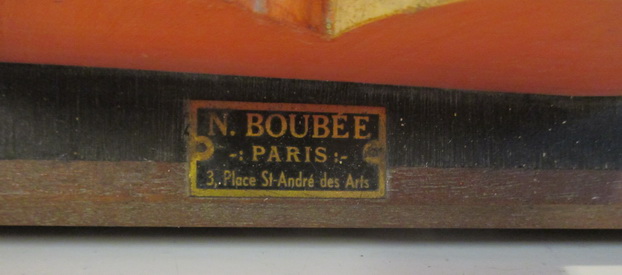 N. BOUBÉE
-: PARIS :-
3, Place St-André des Arts